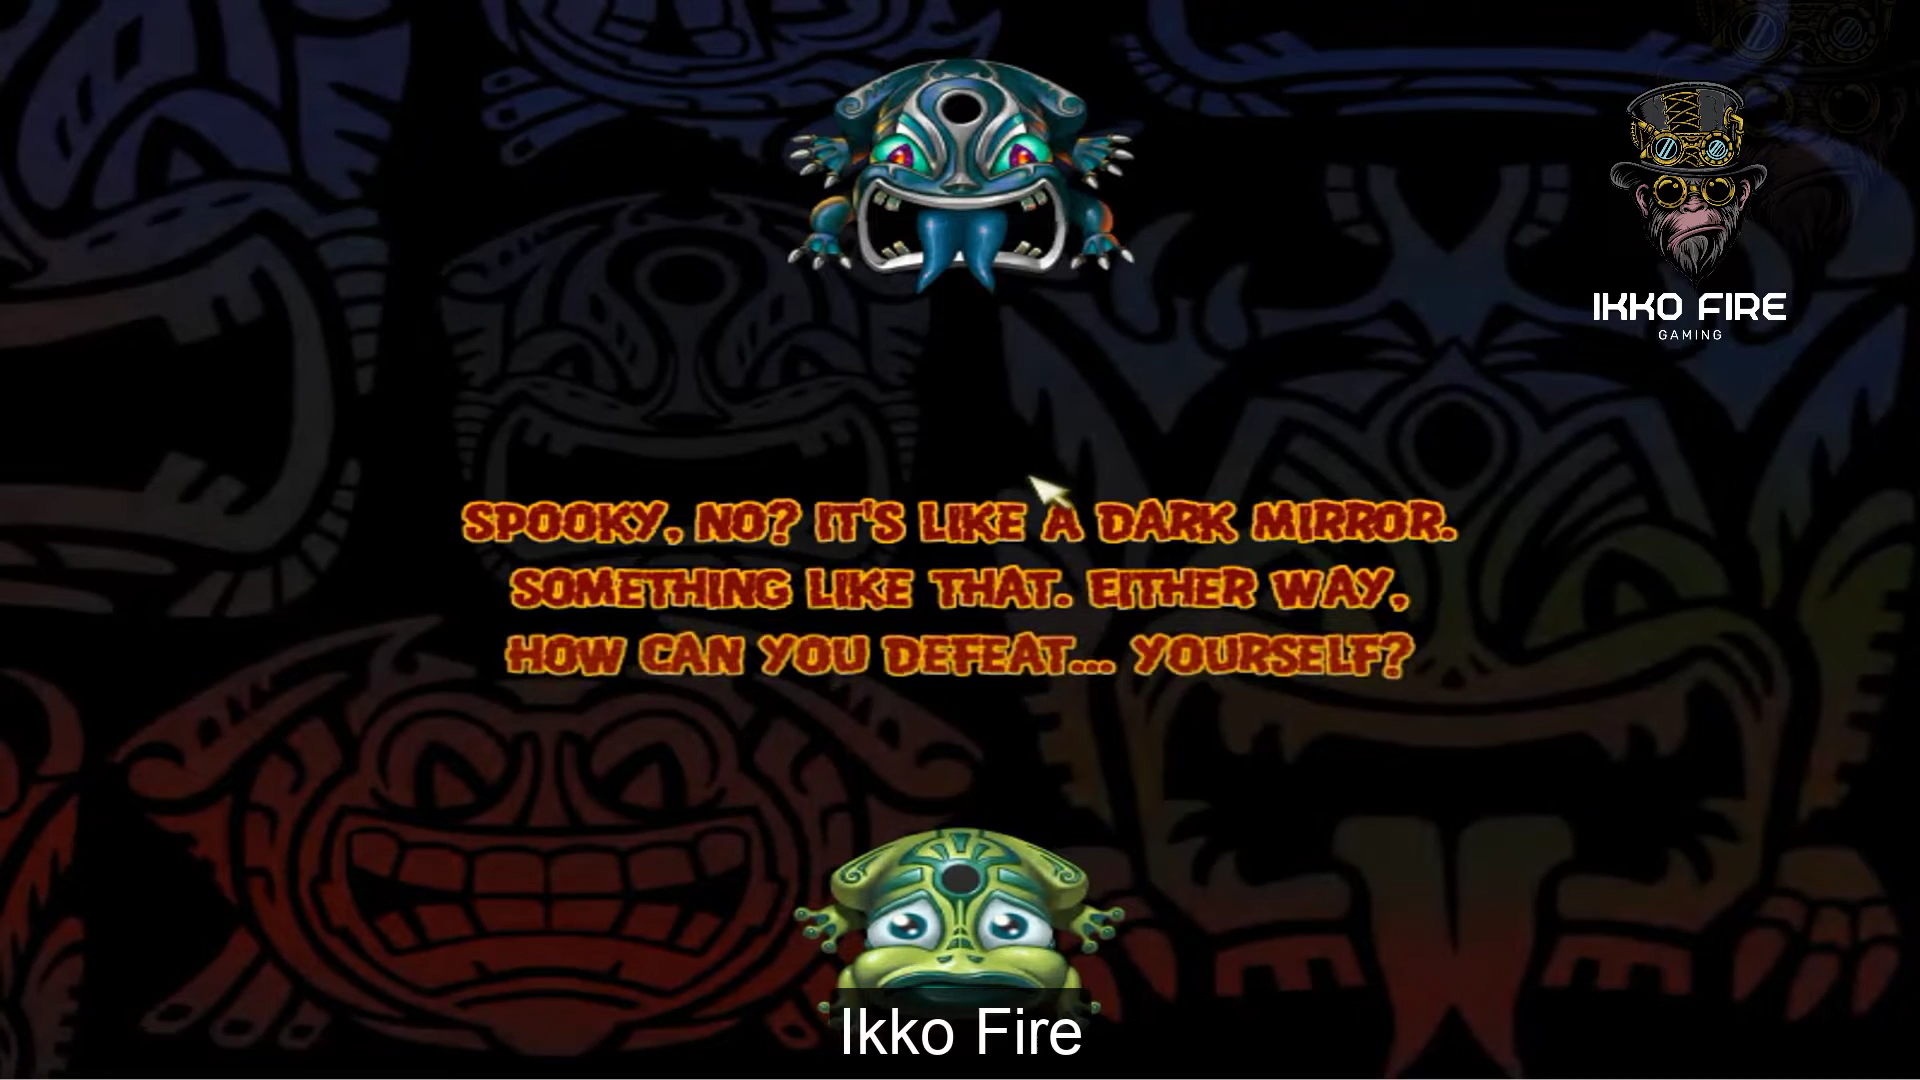 IKKO FIRE
GAMING
SPOOKY, NO? IT'S LIKE A DARK MIRROR.
SOMETHING LIKE THAT. EITHER WAY,
HOW CAN YOU DEFEAT... YOURSELF?
Ikko Fire